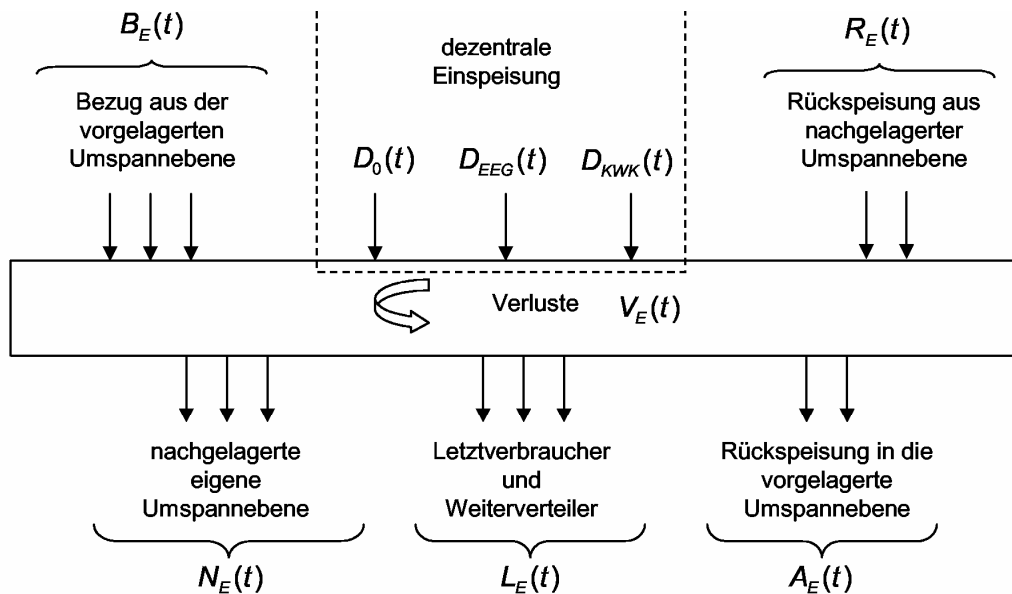 B_E(t)
Bezug aus der
vorgelagerten
Umspannebene
dezentrale
Einspeisung
D_0(t) D_EEG(t) D_KWK(t)
R_E(t)
Rückspeisung aus
nachgelagerter
Umspannebene
Verluste V_E(t)
nachgelagerte
eigene
Umspannebene
N_E(t)
Letztverbraucher
und
Weiterverteiler
L_E(t)
Rückspeisung in die
vorgelagerte
Umspannebene
A_E(t)